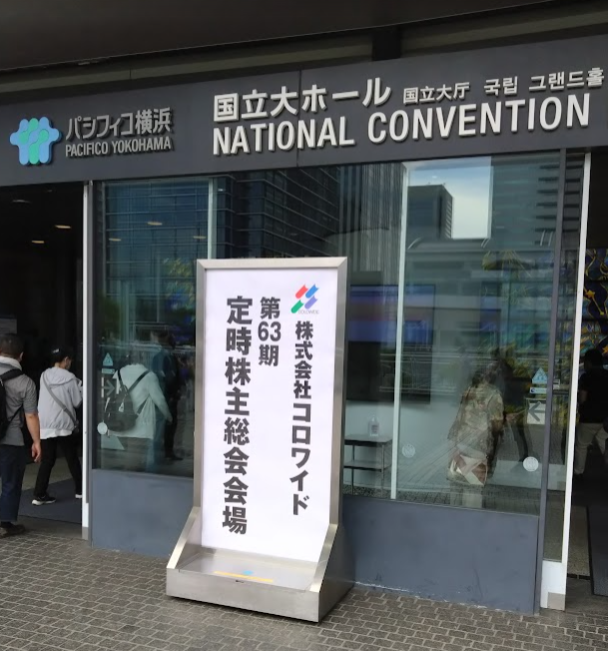 パシフィコ横浜
PACIFICO YOKOHAMA
国立大ホール 国立大厅 국립 그랜드홀
NATIONAL CONVENTION
株式会社コロワイド
第63期
定時株主総会会場